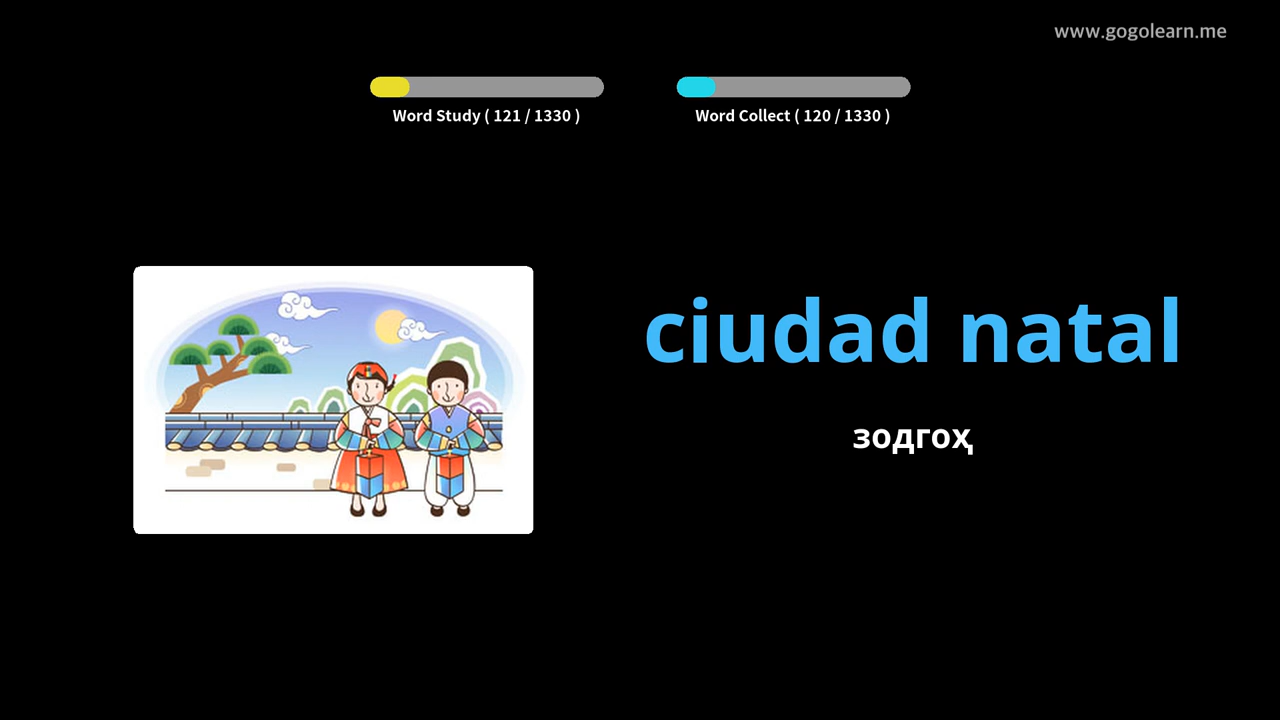 www.gogolearn.me
Word Study ( 121 / 1330 )
Word Collect ( 120 / 1330 )
ciudad natal
зодгоҳ